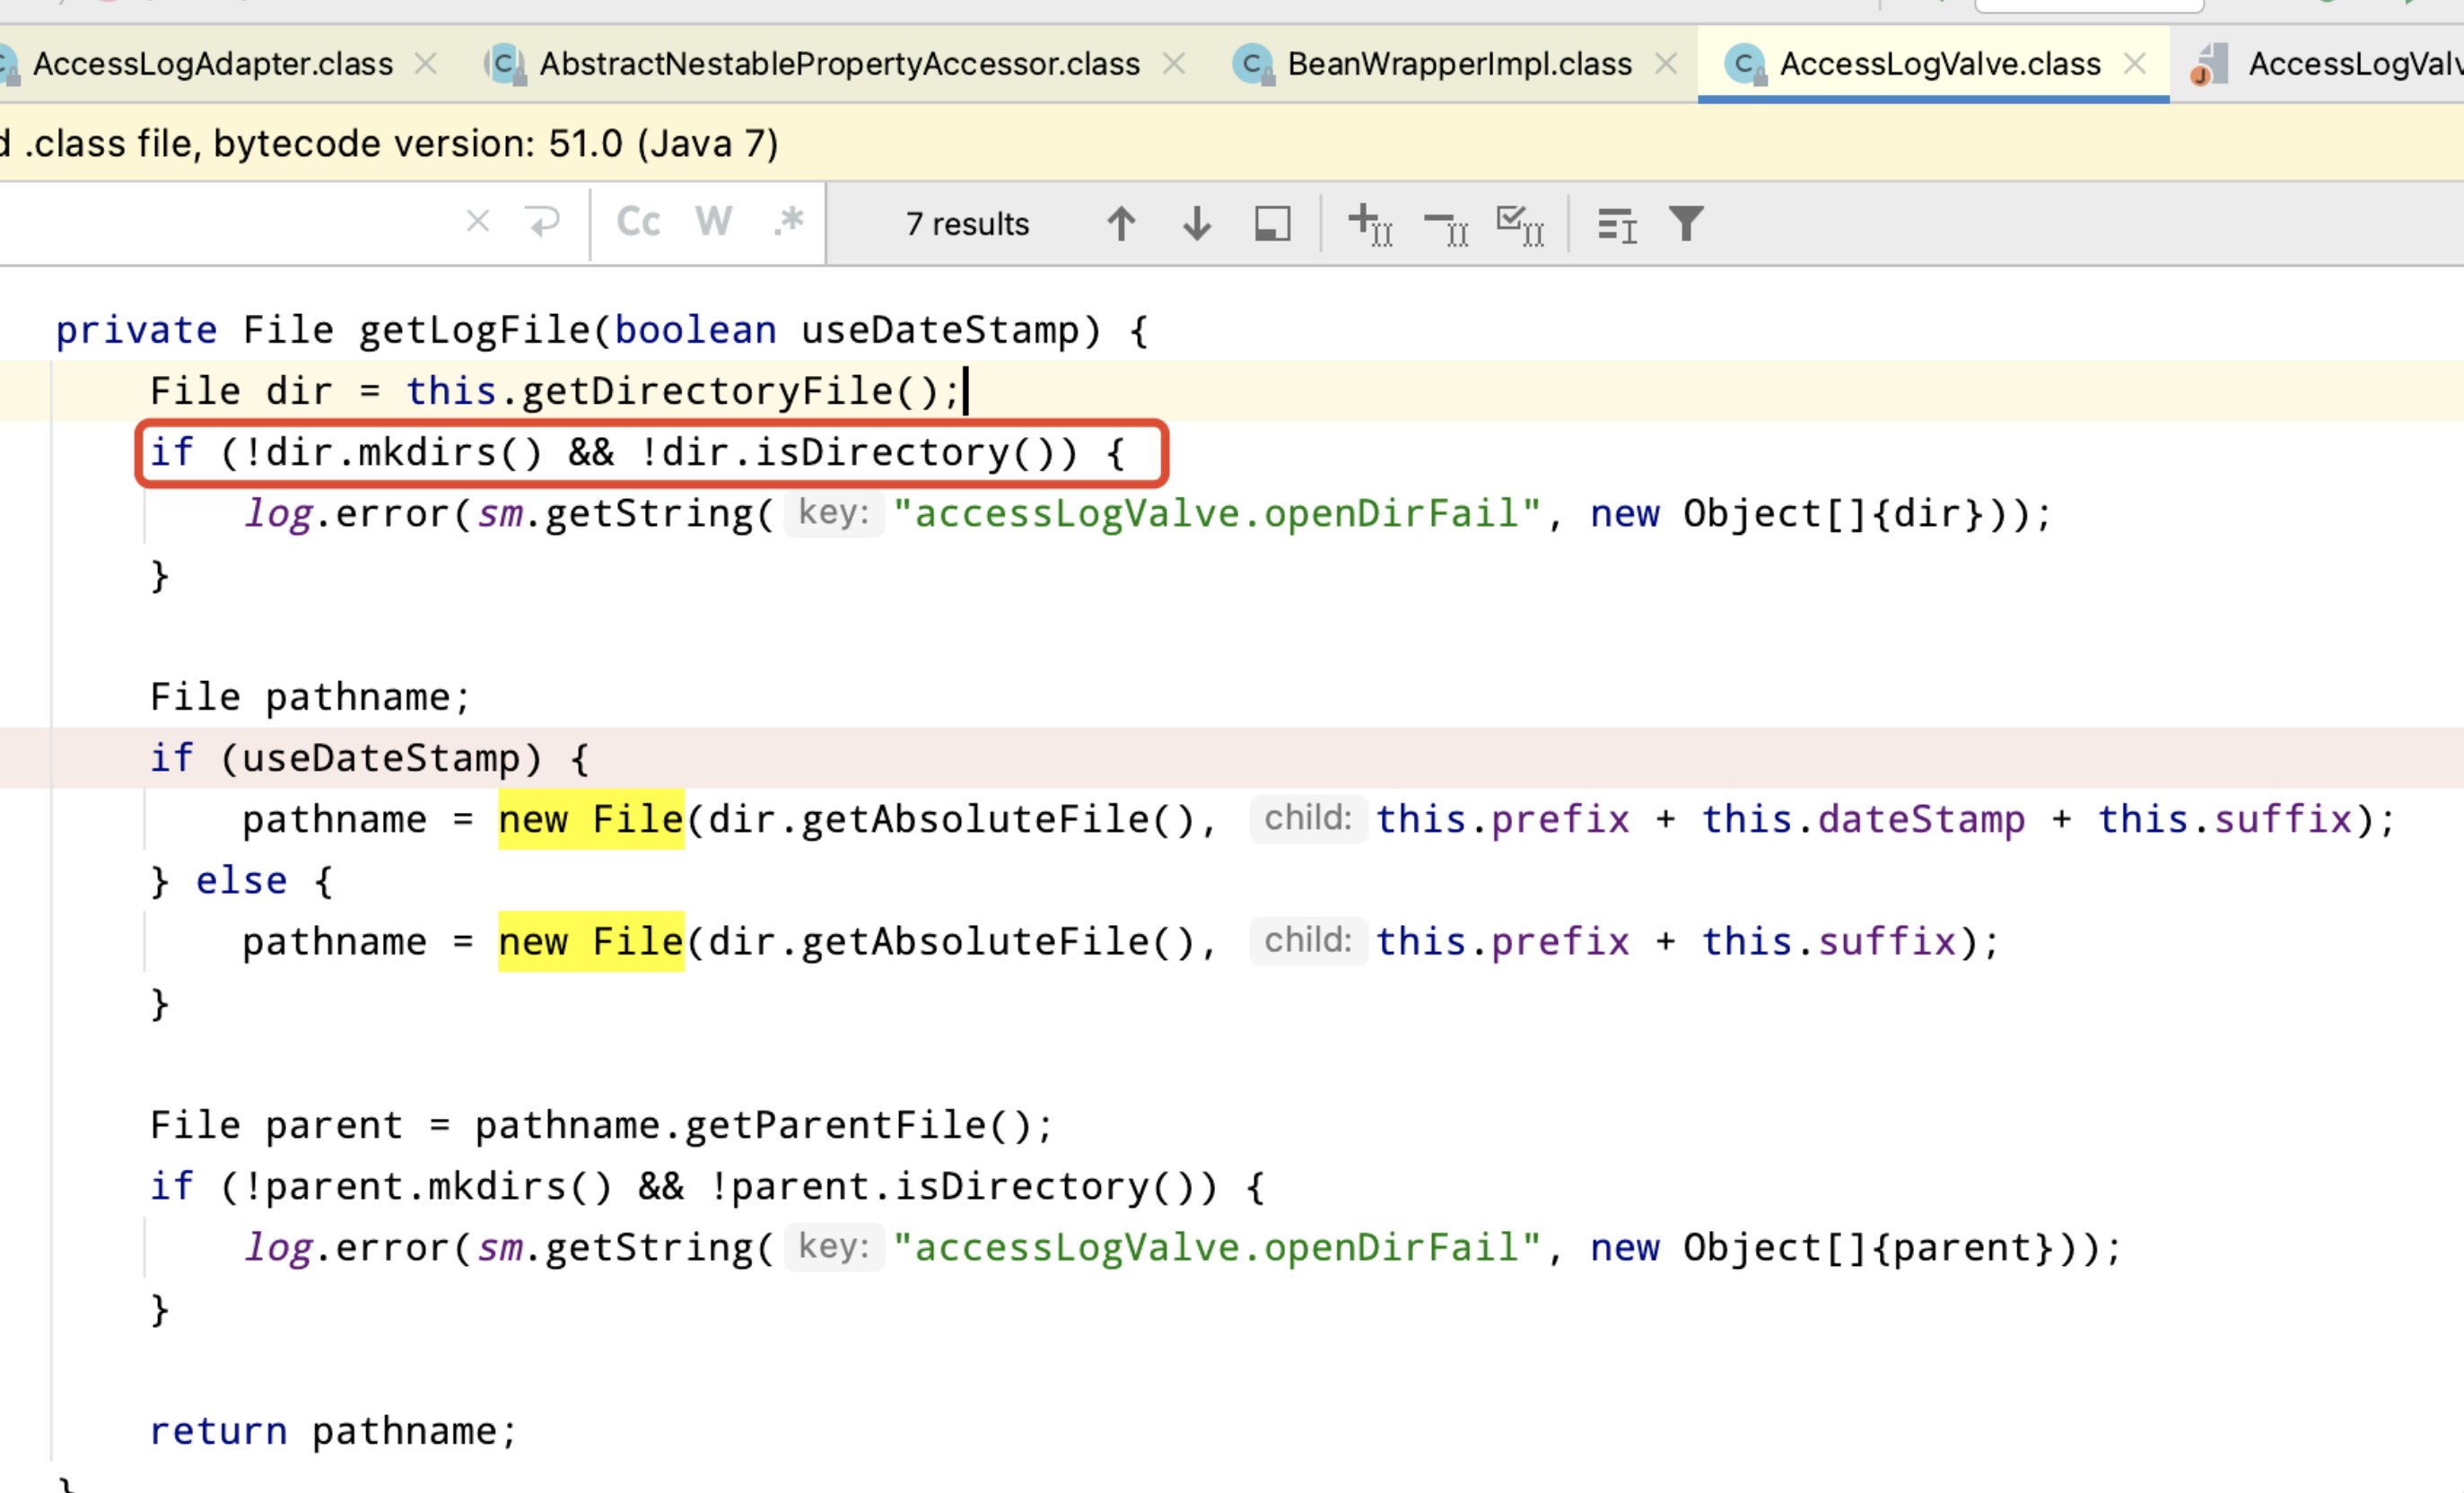 AccessLogAdapter.class AbstractNestablePropertyAccessor.class BeanWrapperImpl.class AccessLogValve.class AccessLogValv
d .class file, bytecode version: 51.0 (Java 7)
Cc W .* 7 results
private File getLogFile(boolean useDateStamp) {
File dir = this.getDirectoryFile();
if (!dir.mkdirs() && !dir.isDirectory()) {
log.error(sm.getString( key: "accessLogValve.openDirFail", new Object[]{dir}));
}
File pathname;
if (useDateStamp) {
pathname = new File(dir.getAbsoluteFile(), child: this.prefix + this.dateStamp + this.suffix);
} else {
pathname = new File(dir.getAbsoluteFile(), child: this.prefix + this.suffix);
}
File parent = pathname.getParentFile();
if (!parent.mkdirs() && !parent.isDirectory()) {
log.error(sm.getString( key: "accessLogValve.openDirFail", new Object[]{parent}));
}
return pathname;
}